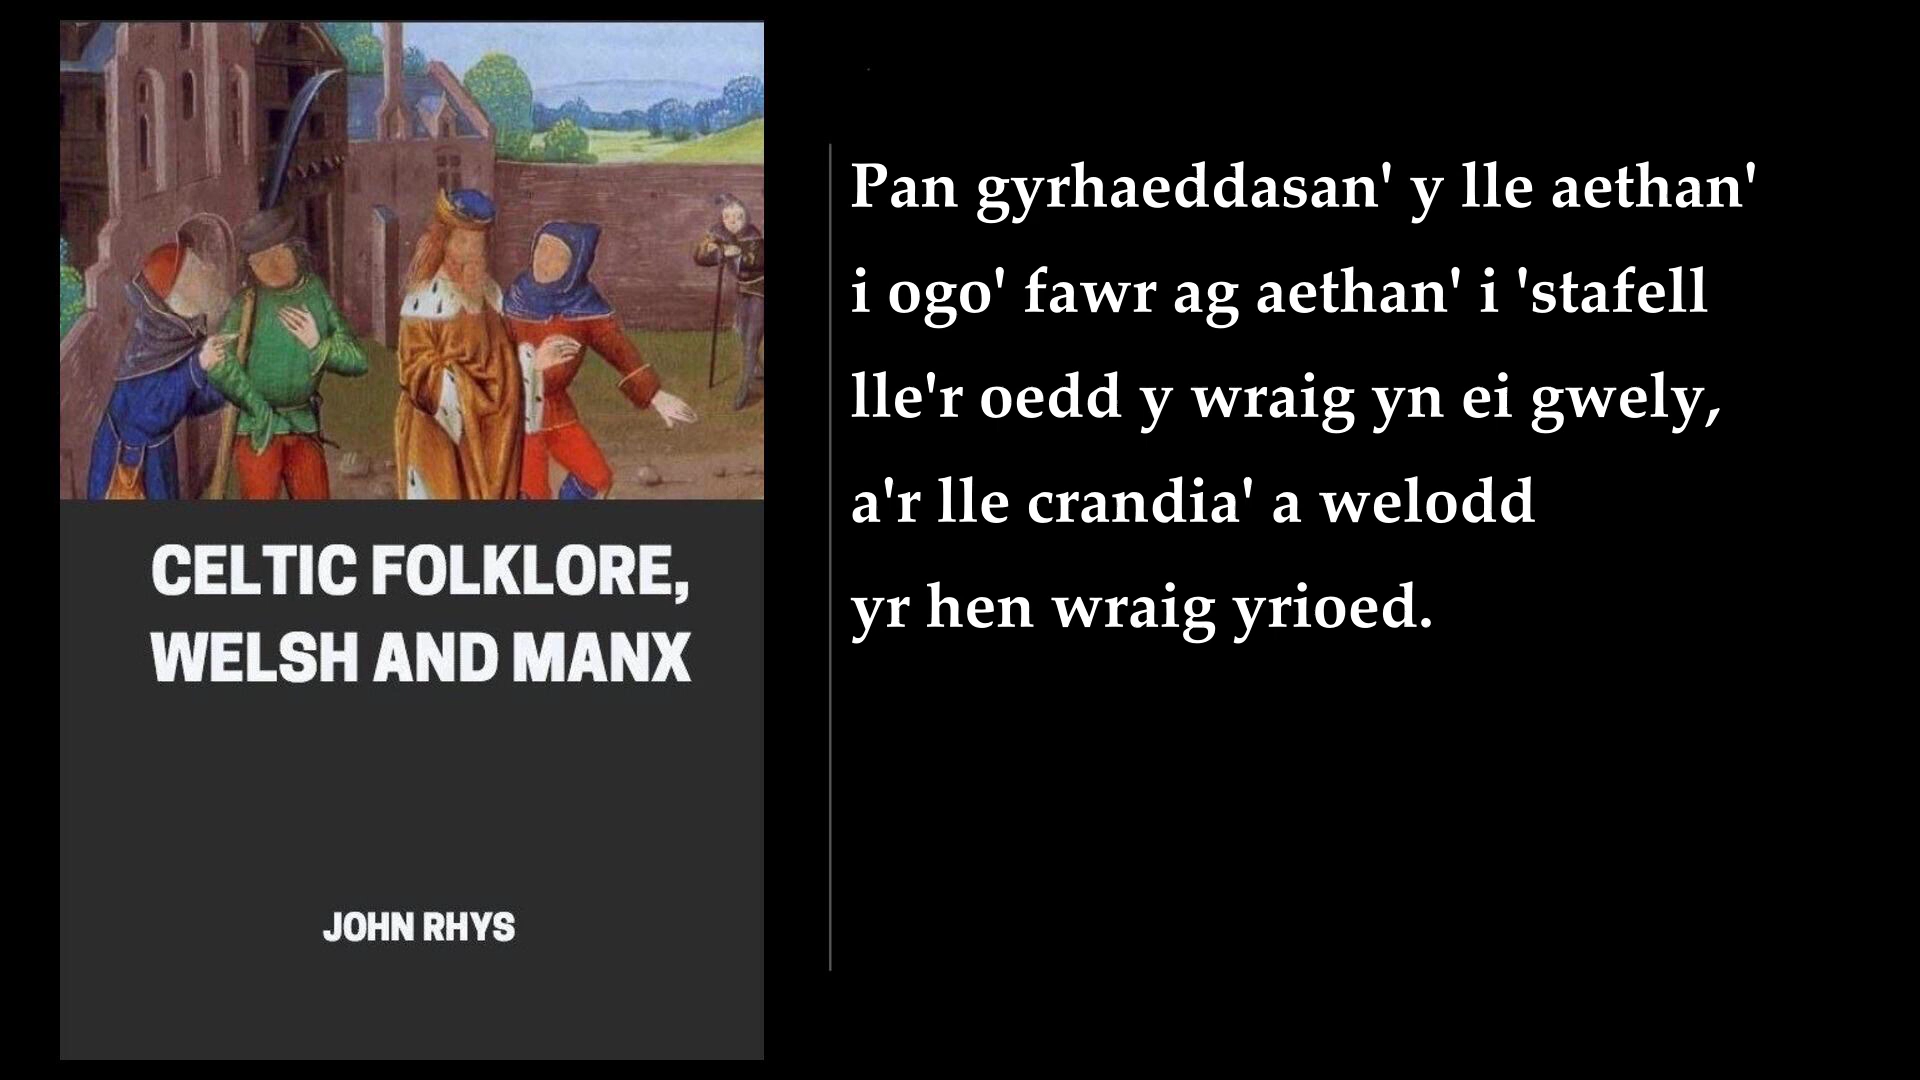 CELTIC FOLKLORE,
WELSH AND MANX
JOHN RHYS
Pan gyrhaeddasan' y lle aethan'
i ogo' fawr ag aethan' i 'stafell
lle'r oedd y wraig yn ei gwely,
a'r lle crandia' a welodd
yr hen wraig yrioed.